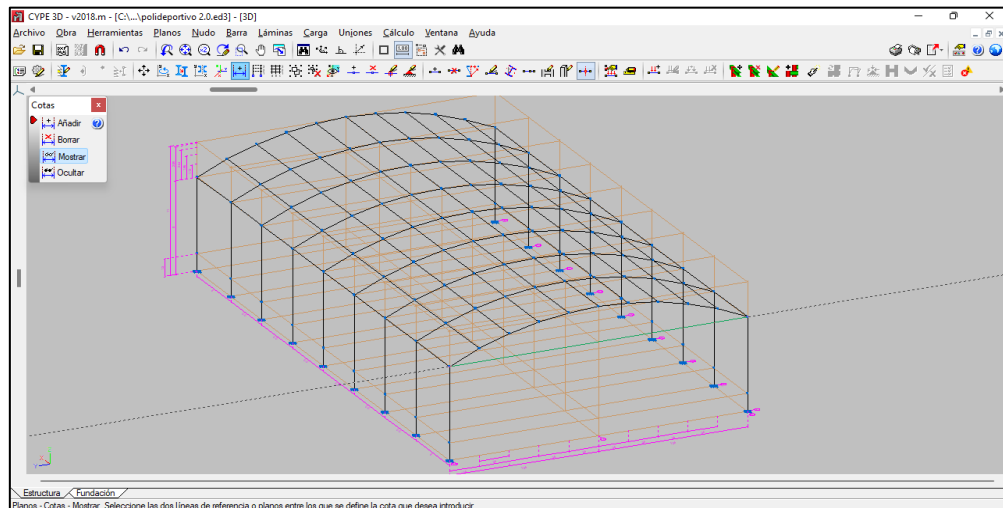 CYPE 3D - v2018.m - [C:\...\polideportivo 2.0.ed3] - [3D]
Archivo Obra Herramientas Planos Nudo Barra Láminas Carga Uniones Cálculo Ventana Ayuda
Cotas
Añadir
Borrar
Mostrar
Ocultar
Estructura Fundación
Planos - Cotas - Mostrar. Seleccione las dos líneas de referencia o planos entre los que se define la cota que desea introducir.